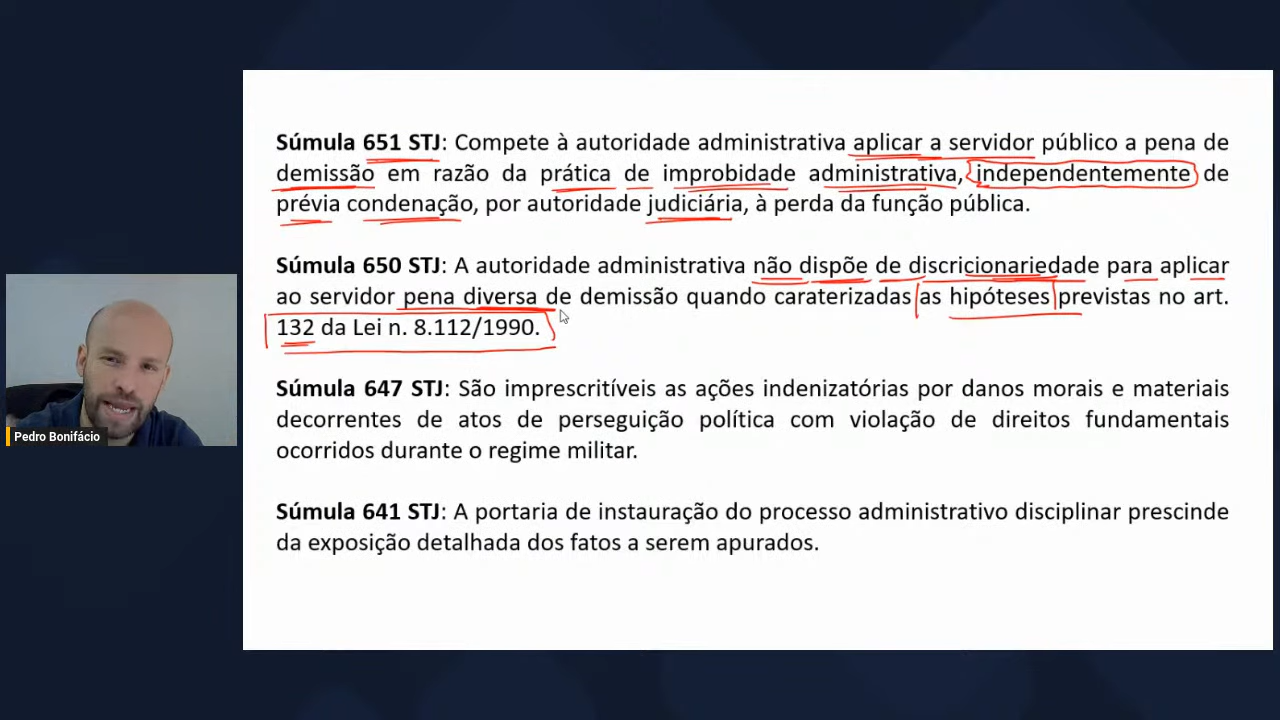 Súmula 651 STJ: Compete à autoridade administrativa aplicar a servidor público a pena de
demissão em razão da prática de improbidade administrativa, independentemente de
prévia condenação, por autoridade judiciária, à perda da função pública.
Súmula 650 STJ: A autoridade administrativa não dispõe de discricionariedade para aplicar
ao servidor pena diversa de demissão quando caraterizadas as hipóteses previstas no art.
132 da Lei n. 8.112/1990.
Súmula 647 STJ: São imprescritíveis as ações indenizatórias por danos morais e materiais
decorrentes de atos de perseguição política com violação de direitos fundamentais
ocorridos durante o regime militar.
Súmula 641 STJ: A portaria de instauração do processo administrativo disciplinar prescinde
da exposição detalhada dos fatos a serem apurados.
Pedro Bonifácio